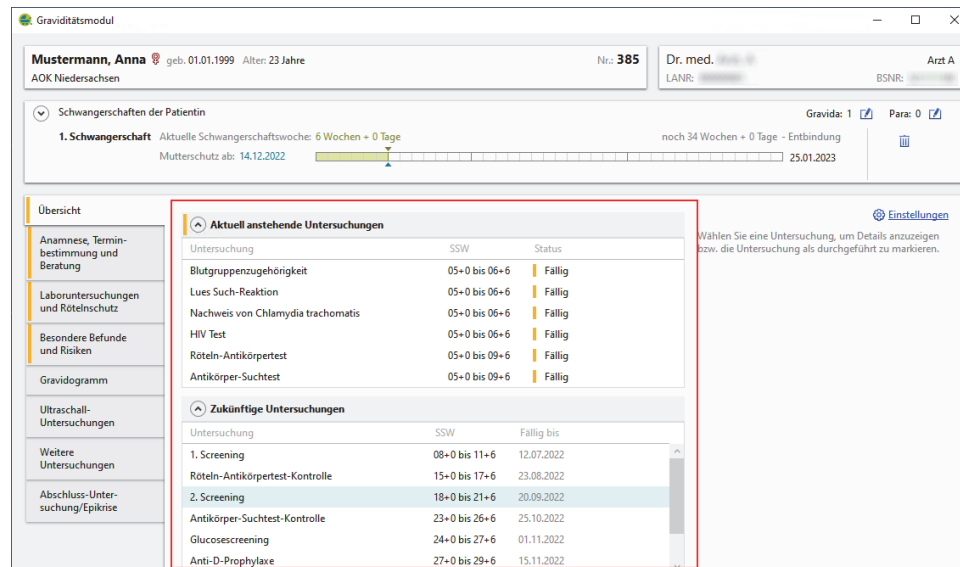 Graviditätsmodul
Mustermann, Anna geb. 01.01.1999 Alter: 23 Jahre Nr.: 385
AOK Niedersachsen
Dr. med. Arzt A
LANR: BSNR:
Schwangerschaften der Patientin Gravida: 1 Para: 0
1. Schwangerschaft Aktuelle Schwangerschaftswoche: 6 Wochen + 0 Tage noch 34 Wochen + 0 Tage - Entbindung
Mutterschutz ab: 14.12.2022 25.01.2023
Übersicht
Anamnese, Termin-
bestimmung und
Beratung
Laboruntersuchungen
und Rötelnschutz
Besondere Befunde
und Risiken
Gravidogramm
Ultraschall-
Untersuchungen
Weitere
Untersuchungen
Abschluss-Unter-
suchung/Epikrise
Aktuell anstehende Untersuchungen
Untersuchung SSW Status
Blutgruppenzugehörigkeit 05+0 bis 06+6 Fällig
Lues Such-Reaktion 05+0 bis 06+6 Fällig
Nachweis von Chlamydia trachomatis 05+0 bis 06+6 Fällig
HIV Test 05+0 bis 06+6 Fällig
Röteln-Antikörpertest 05+0 bis 09+6 Fällig
Antikörper-Suchtest 05+0 bis 09+6 Fällig
Zukünftige Untersuchungen
Untersuchung SSW Fällig bis
1. Screening 08+0 bis 11+6 12.07.2022
Röteln-Antikörpertest-Kontrolle 15+0 bis 17+6 23.08.2022
2. Screening 18+0 bis 21+6 20.09.2022
Antikörper-Suchtest-Kontrolle 23+0 bis 26+6 25.10.2022
Glucosescreening 24+0 bis 27+6 01.11.2022
Anti-D-Prophylaxe 27+0 bis 29+6 15.11.2022
Einstellungen
Wählen Sie eine Untersuchung, um Details anzuzeigen
bzw. die Untersuchung als durchgeführt zu markieren.